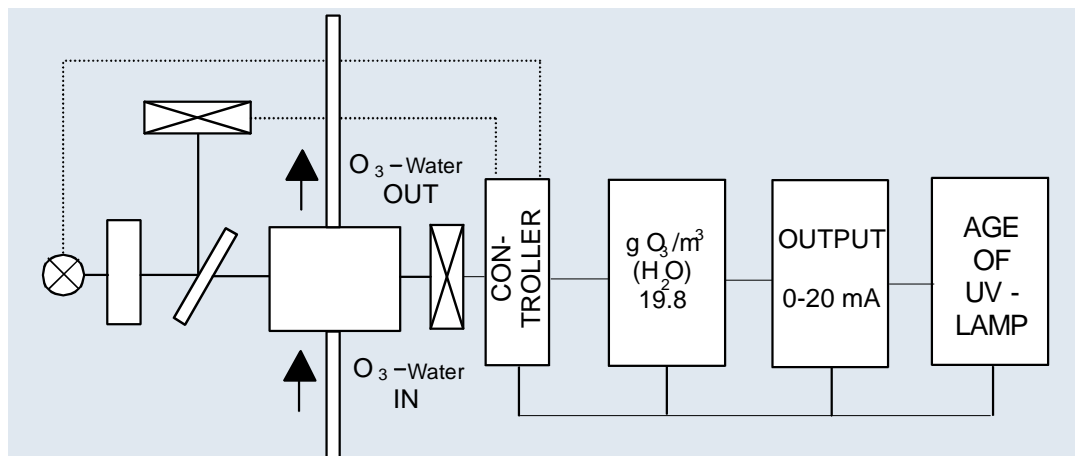 O₃–Water
OUT
O₃–Water
IN
CON-
TROLLER
g O₃/m³
(H₂O)
19.8
OUTPUT
0-20 mA
AGE
OF
UV -
LAMP